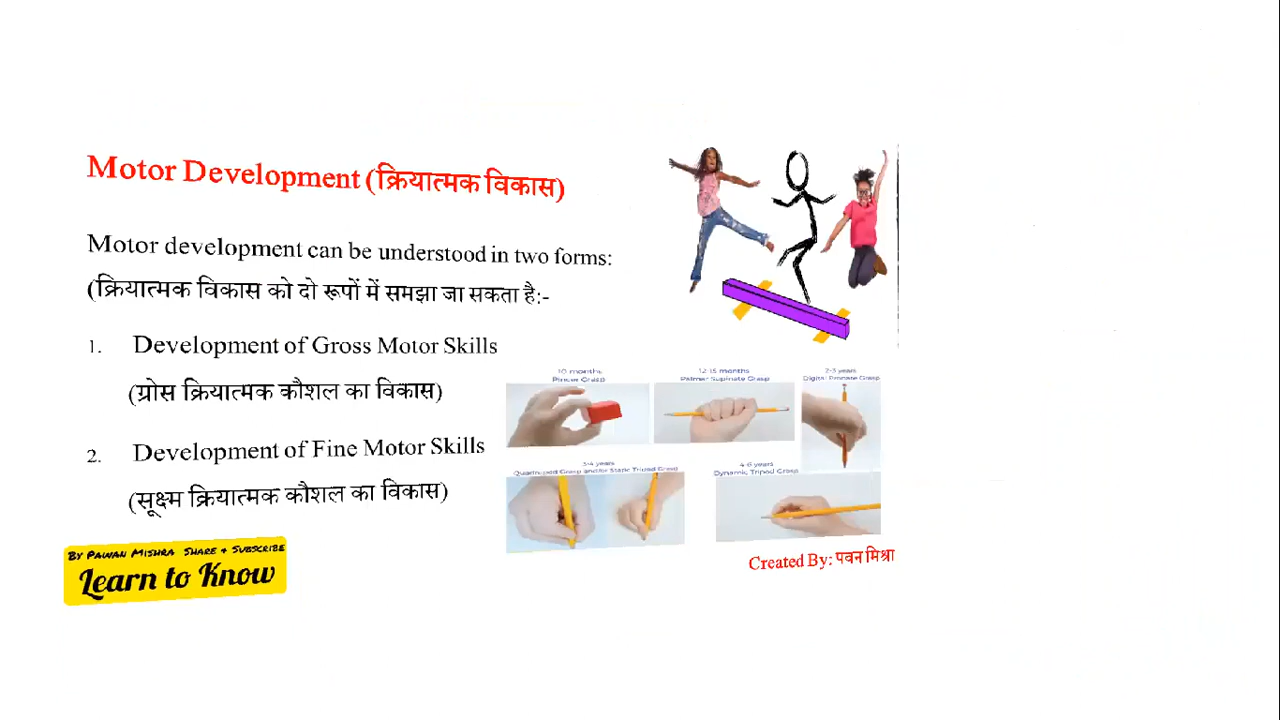 Motor Development (क्रियात्मक विकास)
Motor development can be understood in two forms:
(क्रियात्मक विकास को दो रूपों में समझा जा सकता है:-
1. Development of Gross Motor Skills
(ग्रोस क्रियात्मक कौशल का विकास)
2. Development of Fine Motor Skills
(सूक्ष्म क्रियात्मक कौशल का विकास)
10 months
Pincer Grasp
12-15 months
Palmar Supinate Grasp
2-3 years
Digital Pronate Grasp
3-4 years
Quadruped Grasp and/or Static Tripod Grasp
4-6 years
Dynamic Tripod Grasp
By Pawan Mishra Share & Subscribe
Learn to Know
Created By: पवन मिश्रा